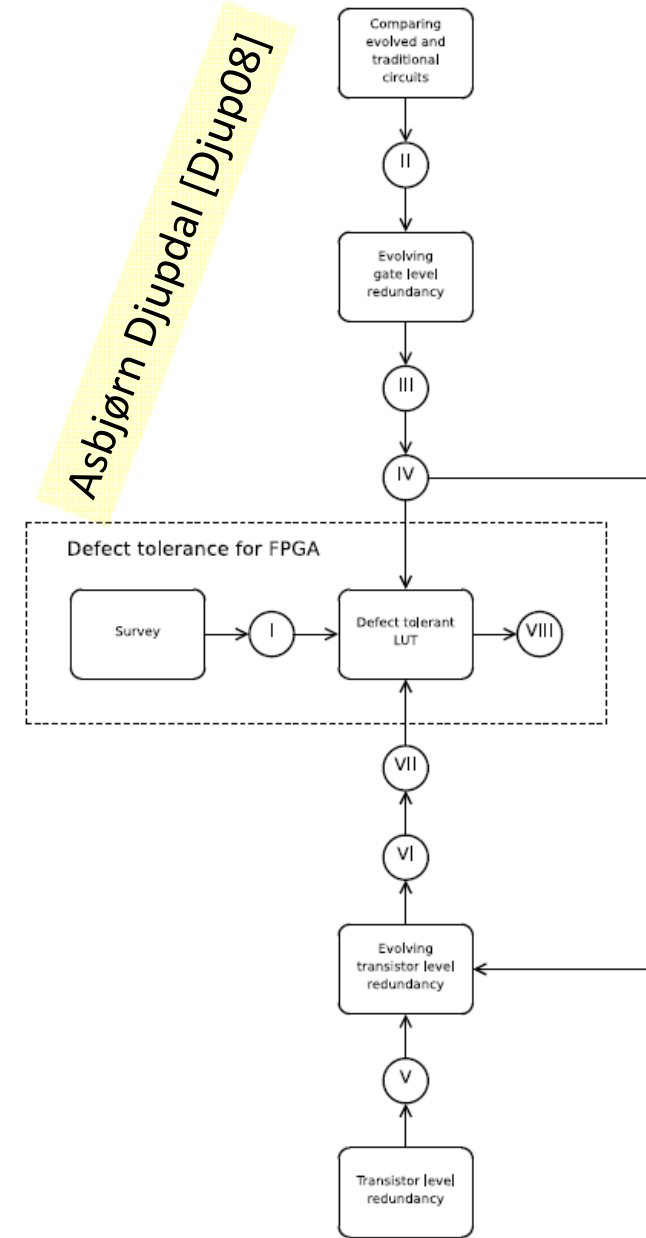 Asbjørn Djupdal [Djup08]
Comparing
evolved and
traditional
circuits
II
Evolving
gate level
redundancy
III
IV
Defect tolerance for FPGA
Survey
I
Defect tolerant
LUT
VIII
VII
VI
Evolving
transistor level
redundancy
V
Transistor level
redundancy